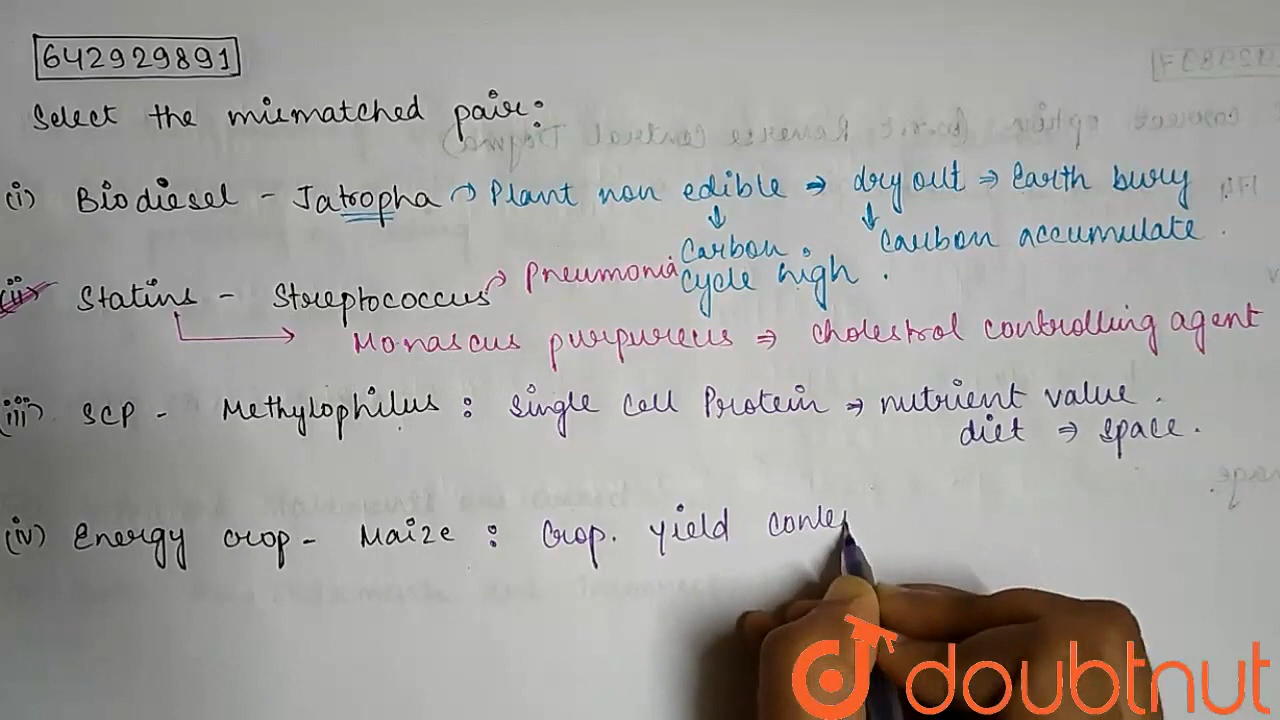 642929891
Select the mismatched pair:
(i) Biodiesel - Jatropha → Plant non edible ⇒ dry out ⇒ Earth bury
↓ Carbon cycle high .
↓ Carbon accumulate .
(ii) Statins - Streptococcus → Pneumonia
Monascus purpureus ⇒ cholestrol controlling agent
(iii) SCP - Methylophilus : Single Cell Protein ⇒ nutrient value .
diet ⇒ space .
(iv) Energy crop - Maize : Crop. yield
doubtnut